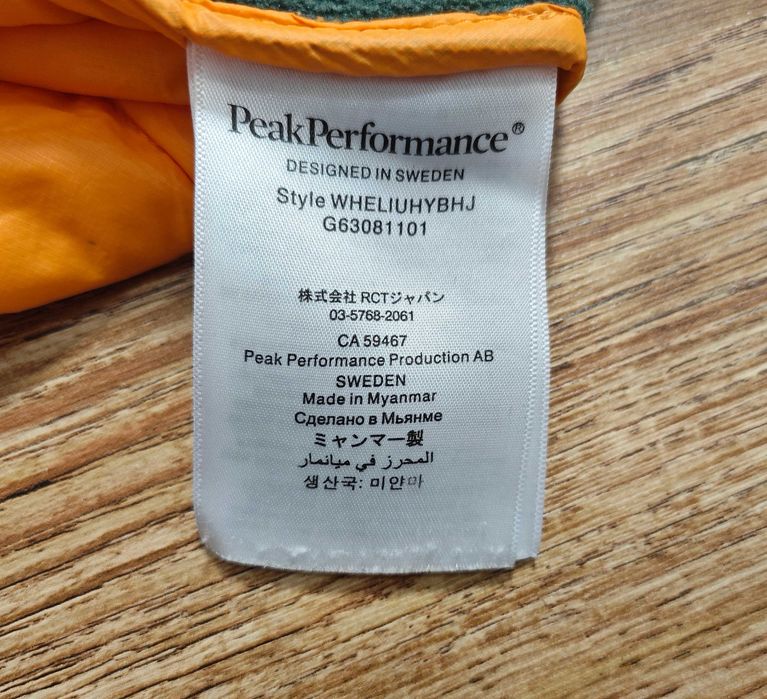 PeakPerformance®
DESIGNED IN SWEDEN
Style WHELIUHYBHJ
G63081101
株式会社 RCTジャパン
03-5768-2061
CA 59467
Peak Performance Production AB
SWEDEN
Made in Myanmar
Сделано в Мьянме
ミャンマー製
المحرز في ميانمار
생산국: 미얀마